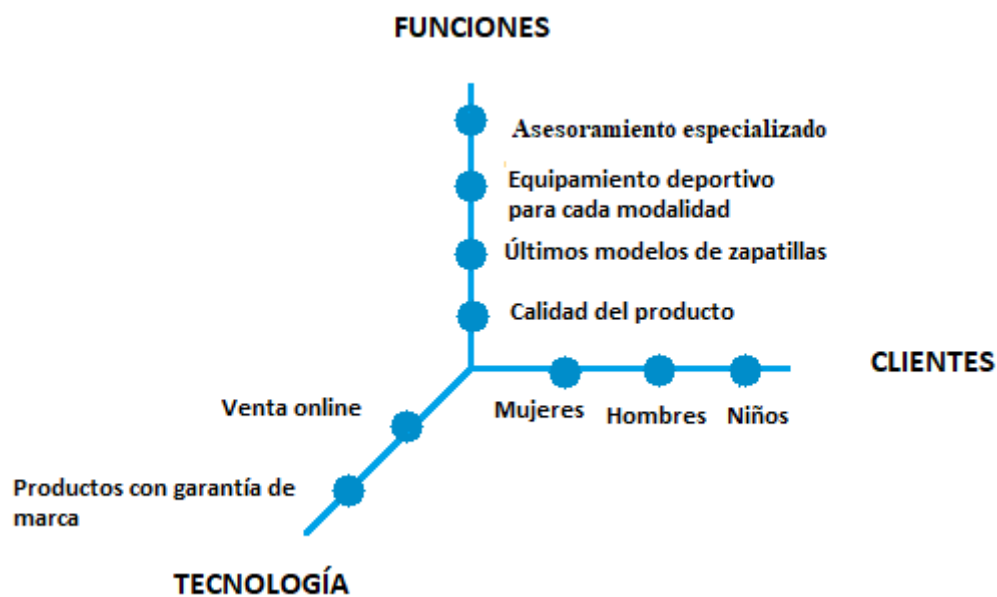 FUNCIONES
Asesoramiento especializado
Equipamiento deportivo
para cada modalidad
Últimos modelos de zapatillas
Calidad del producto
CLIENTES
Mujeres
Hombres
Niños
Venta online
Productos con garantía de
marca
TECNOLOGÍA